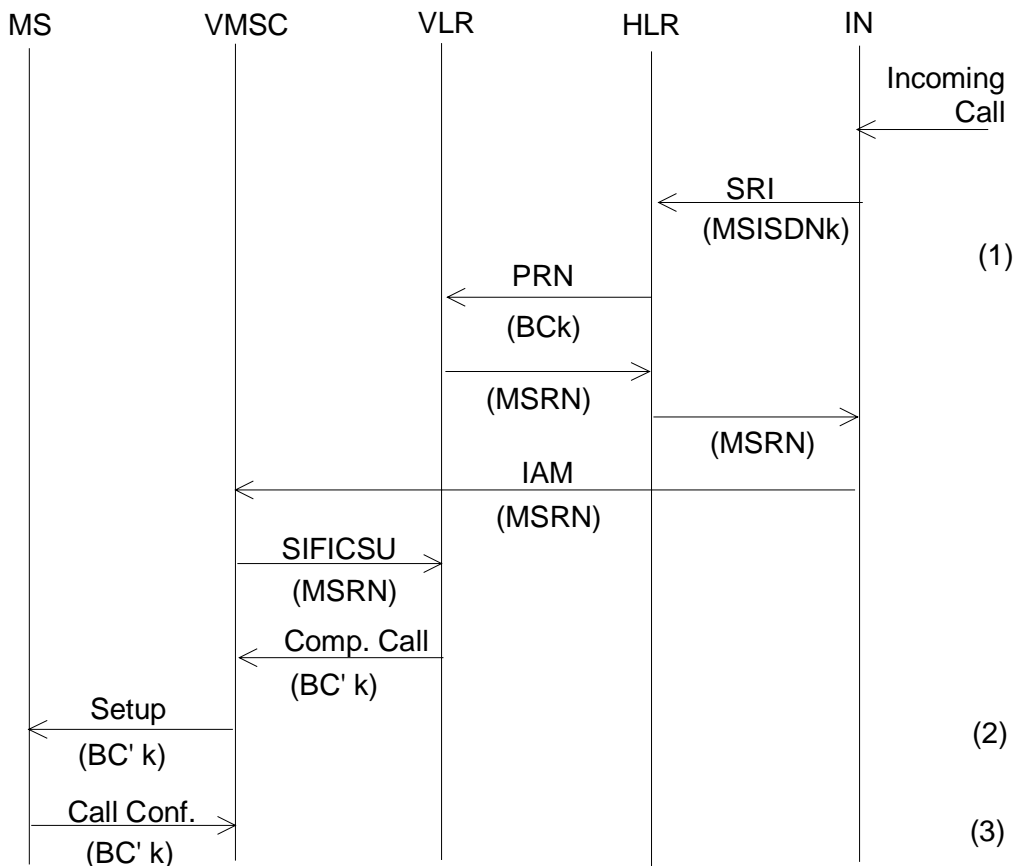 MS VMSC VLR HLR IN
Incoming
Call
SRI
(MSISDNk)
(1)
PRN
(BCk)
(MSRN)
(MSRN)
IAM
(MSRN)
SIFICSU
(MSRN)
Comp. Call
(BC' k)
Setup
(BC' k)
(2)
Call Conf.
(BC' k)
(3)